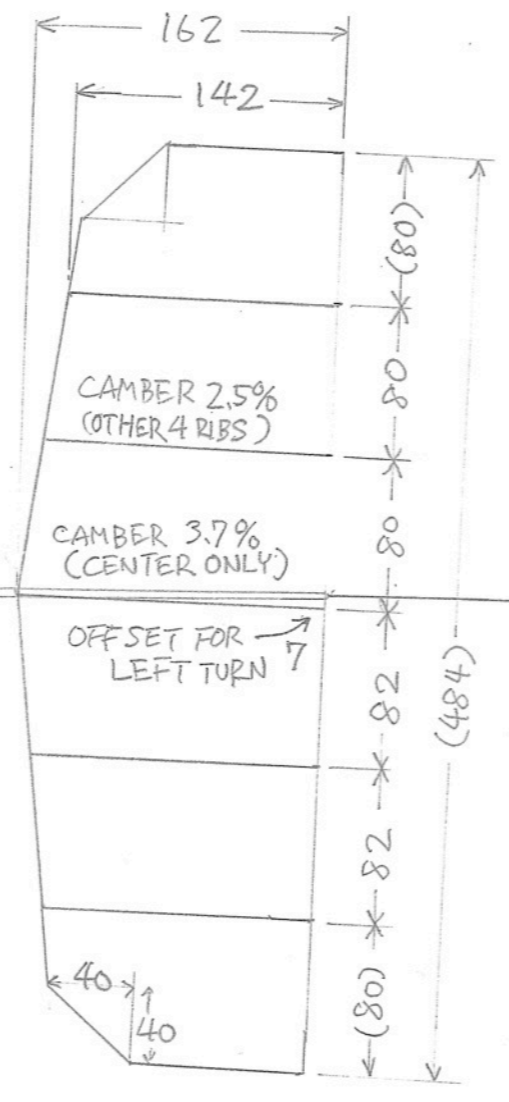 162
142
(80)
80
CAMBER 2.5%
(OTHER 4 RIBS)
80
CAMBER 3.7%
(CENTER ONLY)
OFFSET FOR
LEFT TURN 7
82
(484)
82
40
40
(80)